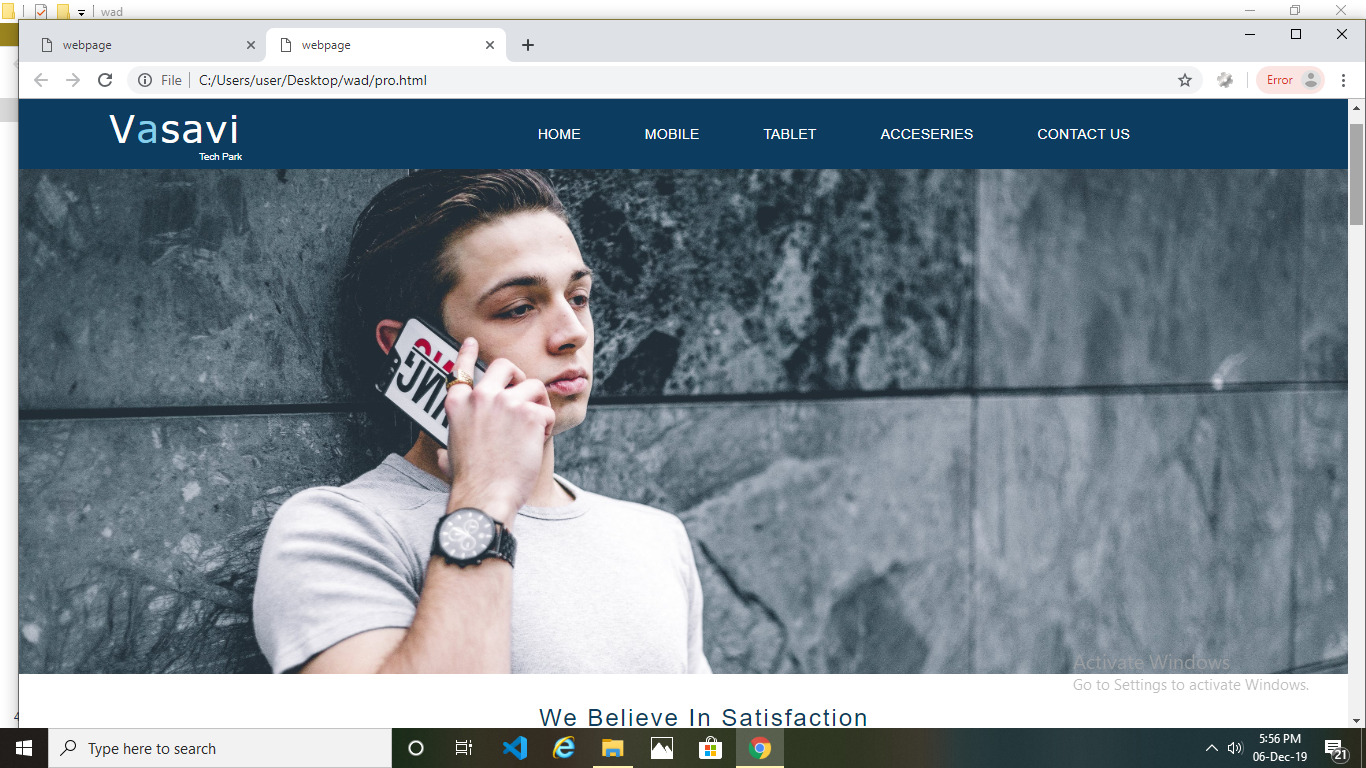 wad
webpage
webpage
File
C:/Users/user/Desktop/wad/pro.html
Error
Vasavi
Tech Park
HOME
MOBILE
TABLET
ACCESERIES
CONTACT US
Activate Windows
Go to Settings to activate Windows.
We Believe In Satisfaction
Type here to search
5:56 PM
06-Dec-19
21